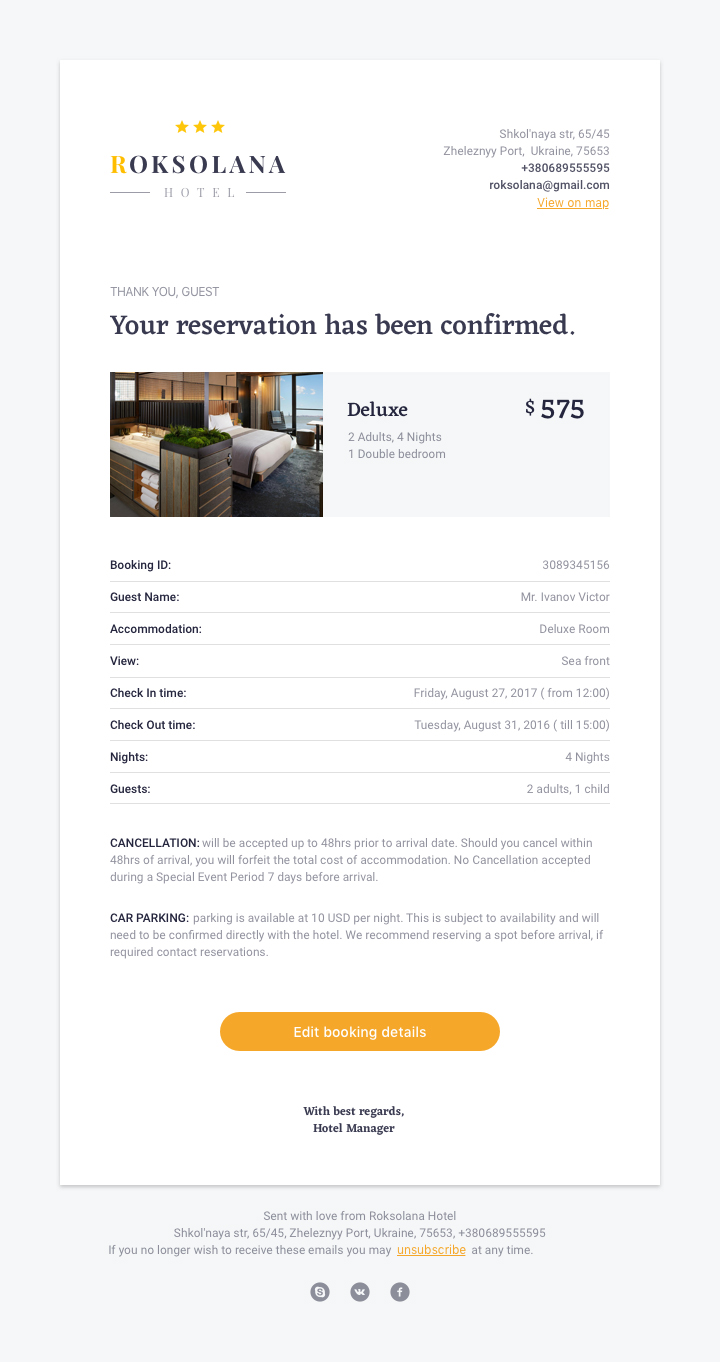 ROKSOLANA
HOTEL
Shkol'naya str, 65/45
Zheleznyy Port, Ukraine, 75653
+380689555595
roksolana@gmail.com
View on map
THANK YOU, GUEST
Your reservation has been confirmed.
Deluxe
$ 575
2 Adults, 4 Nights
1 Double bedroom
Booking ID: 3089345156
Guest Name: Mr. Ivanov Victor
Accommodation: Deluxe Room
View: Sea front
Check In time: Friday, August 27, 2017 ( from 12:00)
Check Out time: Tuesday, August 31, 2016 ( till 15:00)
Nights: 4 Nights
Guests: 2 adults, 1 child
CANCELLATION: will be accepted up to 48hrs prior to arrival date. Should you cancel within
48hrs of arrival, you will forfeit the total cost of accommodation. No Cancellation accepted
during a Special Event Period 7 days before arrival.
CAR PARKING: parking is available at 10 USD per night. This is subject to availability and will
need to be confirmed directly with the hotel. We recommend reserving a spot before arrival, if
required contact reservations.
Edit booking details
With best regards,
Hotel Manager
Sent with love from Roksolana Hotel
Shkol'naya str, 65/45, Zheleznyy Port, Ukraine, 75653, +380689555595
If you no longer wish to receive these emails you may unsubscribe at any time.